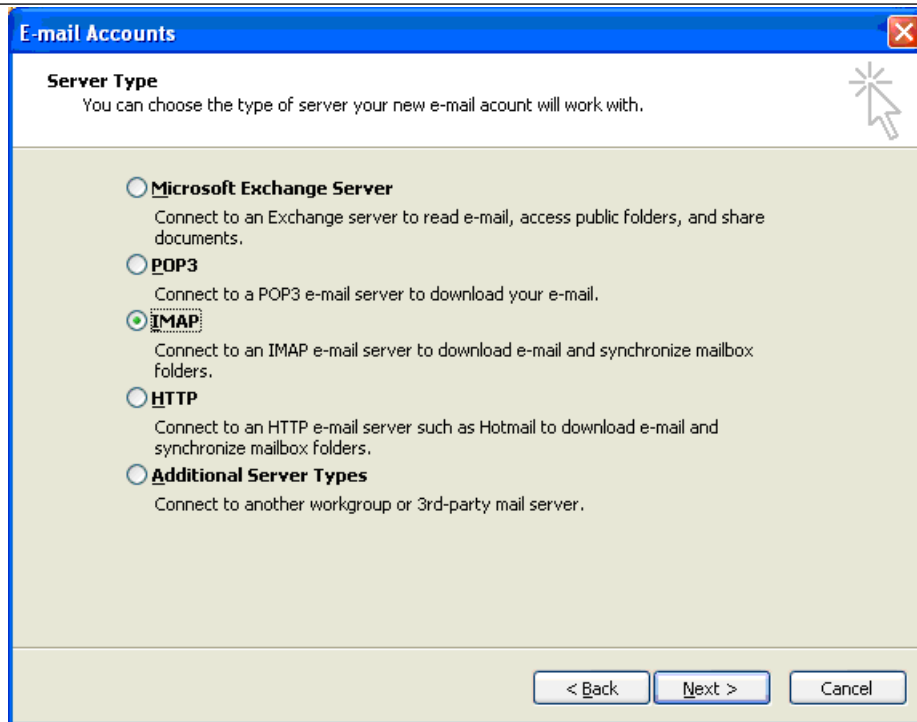 E-mail Accounts
Server Type
You can choose the type of server your new e-mail acount will work with.
Microsoft Exchange Server
Connect to an Exchange server to read e-mail, access public folders, and share
documents.
POP3
Connect to a POP3 e-mail server to download your e-mail.
IMAP
Connect to an IMAP e-mail server to download e-mail and synchronize mailbox
folders.
HTTP
Connect to an HTTP e-mail server such as Hotmail to download e-mail and
synchronize mailbox folders.
Additional Server Types
Connect to another workgroup or 3rd-party mail server.
< Back Next > Cancel